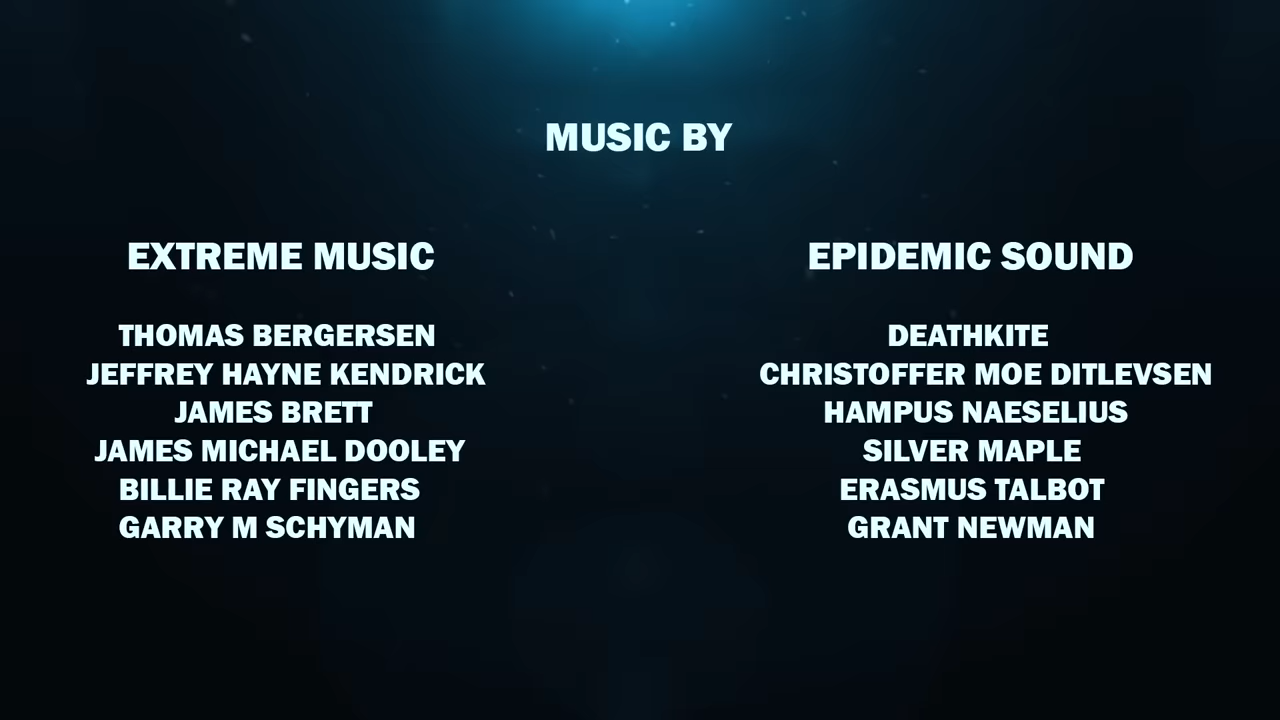 MUSIC BY
EXTREME MUSIC
THOMAS BERGERSEN
JEFFREY HAYNE KENDRICK
JAMES BRETT
JAMES MICHAEL DOOLEY
BILLIE RAY FINGERS
GARRY M SCHYMAN
EPIDEMIC SOUND
DEATHKITE
CHRISTOFFER MOE DITLEVSEN
HAMPUS NAESELIUS
SILVER MAPLE
ERASMUS TALBOT
GRANT NEWMAN